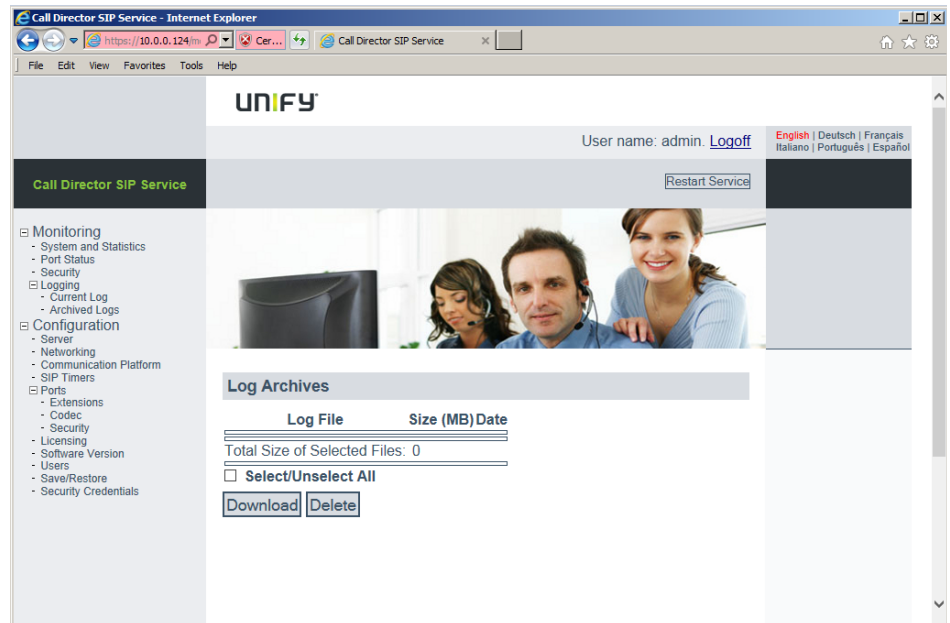 Call Director SIP Service - Internet Explorer
https://10.0.0.124/m
Cer...
Call Director SIP Service
File Edit View Favorites Tools Help
UNIFY
User name: admin. Logoff
English | Deutsch | Français
Italiano | Português | Español
Call Director SIP Service
Restart Service
Monitoring
- System and Statistics
- Port Status
- Security
Logging
- Current Log
- Archived Logs
Configuration
- Server
- Networking
- Communication Platform
- SIP Timers
Ports
- Extensions
- Codec
- Security
- Licensing
- Software Version
- Users
- Save/Restore
- Security Credentials
Log Archives
Log File Size (MB) Date
Total Size of Selected Files: 0
Select/Unselect All
Download Delete